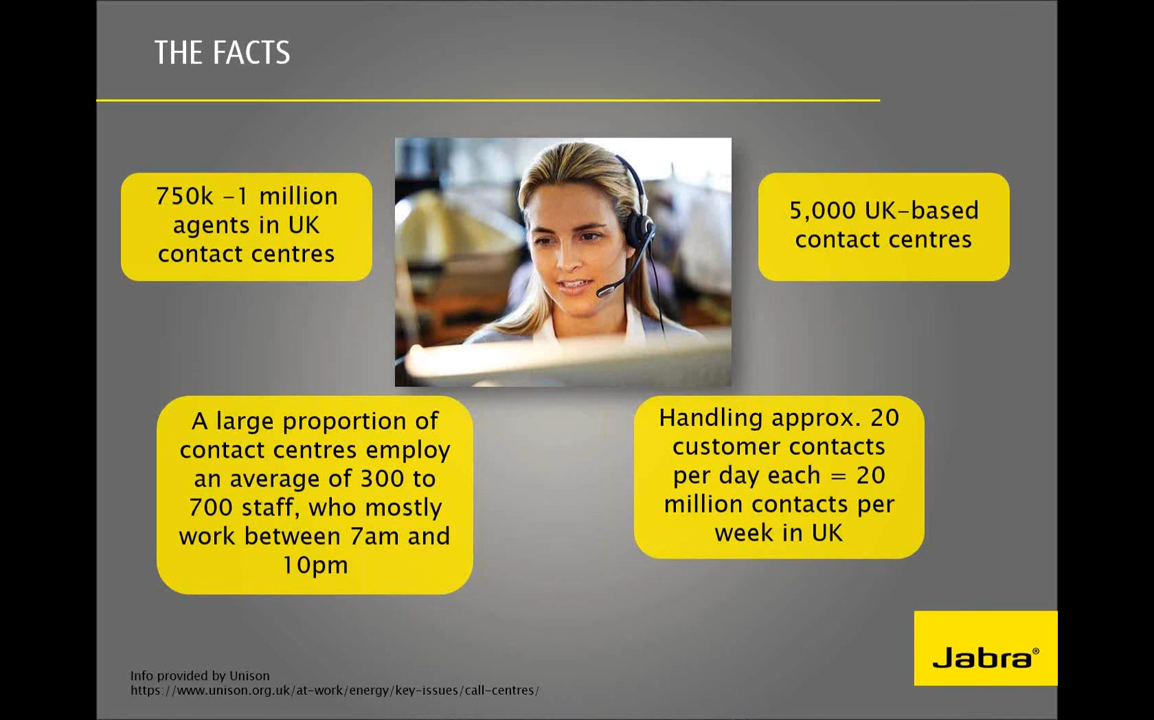 THE FACTS
750k -1 million
agents in UK
contact centres
5,000 UK-based
contact centres
A large proportion of
contact centres employ
an average of 300 to
700 staff, who mostly
work between 7am and
10pm
Handling approx. 20
customer contacts
per day each = 20
million contacts per
week in UK
Jabra®
Info provided by Unison
https://www.unison.org.uk/at-work/energy/key-issues/call-centres/